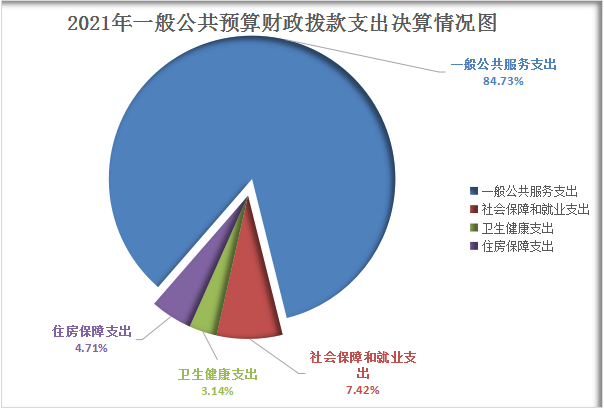 2021年一般公共预算财政拨款支出决算情况图
一般公共服务支出
84.73%
一般公共服务支出
社会保障和就业支出
卫生健康支出
住房保障支出
住房保障支出
4.71%
卫生健康支出
3.14%
社会保障和就业支
出
7.42%